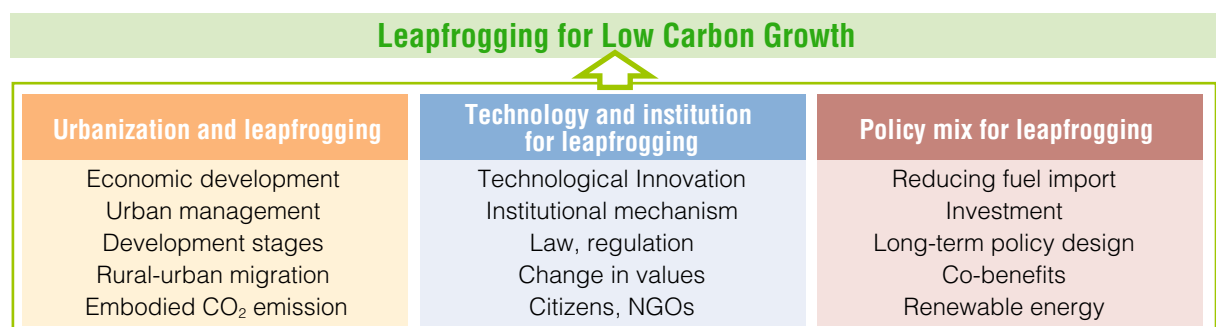 Leapfrogging for Low Carbon Growth
Urbanization and leapfrogging
Economic development
Urban management
Development stages
Rural-urban migration
Embodied CO₂ emission
Technology and institution
for leapfrogging
Technological Innovation
Institutional mechanism
Law, regulation
Change in values
Citizens, NGOs
Policy mix for leapfrogging
Reducing fuel import
Investment
Long-term policy design
Co-benefits
Renewable energy